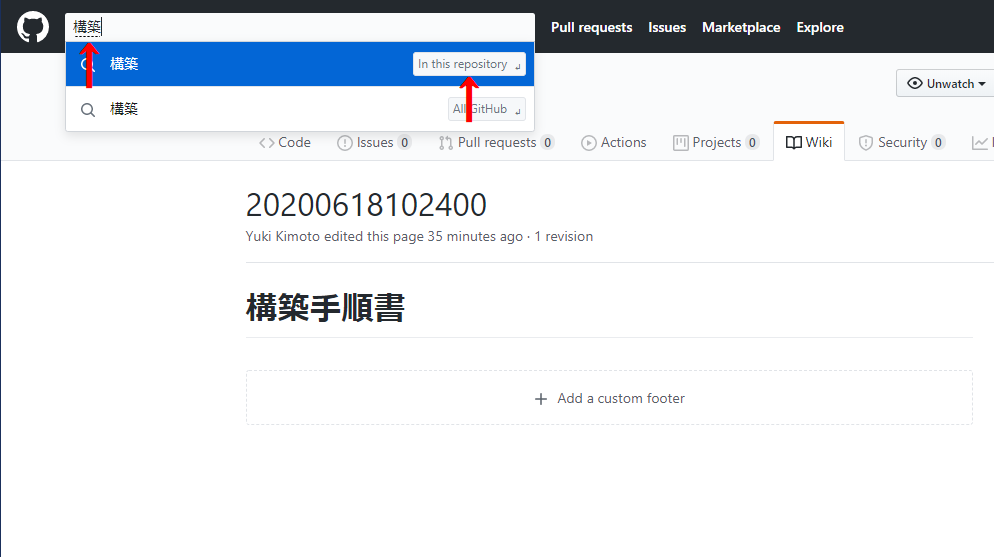 構築 Pull requests Issues Marketplace Explore
構築 In this repository
Unwatch
構築 All GitHub
Code Issues 0 Pull requests 0 Actions Projects 0 Wiki Security 0
20200618102400
Yuki Kimoto edited this page 35 minutes ago · 1 revision
構築手順書
Add a custom footer